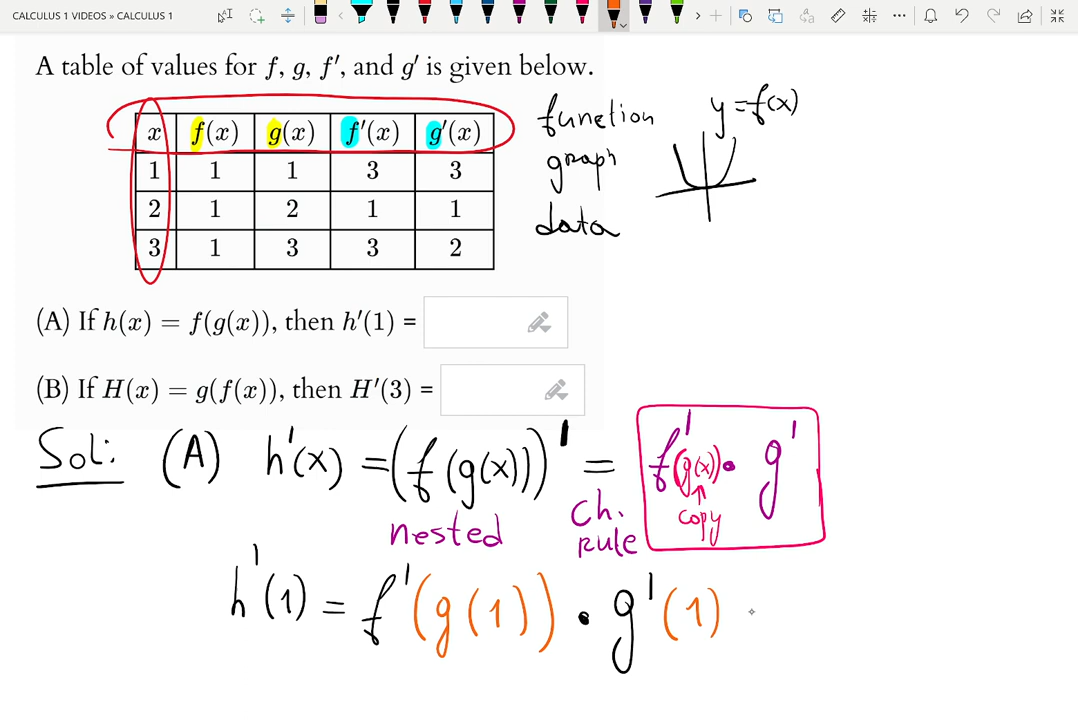 CALCULUS 1 VIDEOS » CALCULUS 1
A table of values for f, g, f′, and g′ is given below.
x f(x) g(x) f′(x) g′(x)
1 1 1 3 3
2 1 2 1 1
3 1 3 3 2
function
graph
data
y=f(x)
(A) If h(x) = f(g(x)), then h′(1) =
(B) If H(x) = g(f(x)), then H′(3) =
Sol: (A) h'(x) = (f(g(x)))' = f'(g(x)) • g'
nested
ch. rule
copy
h'(1) = f'(g(1)) • g'(1)